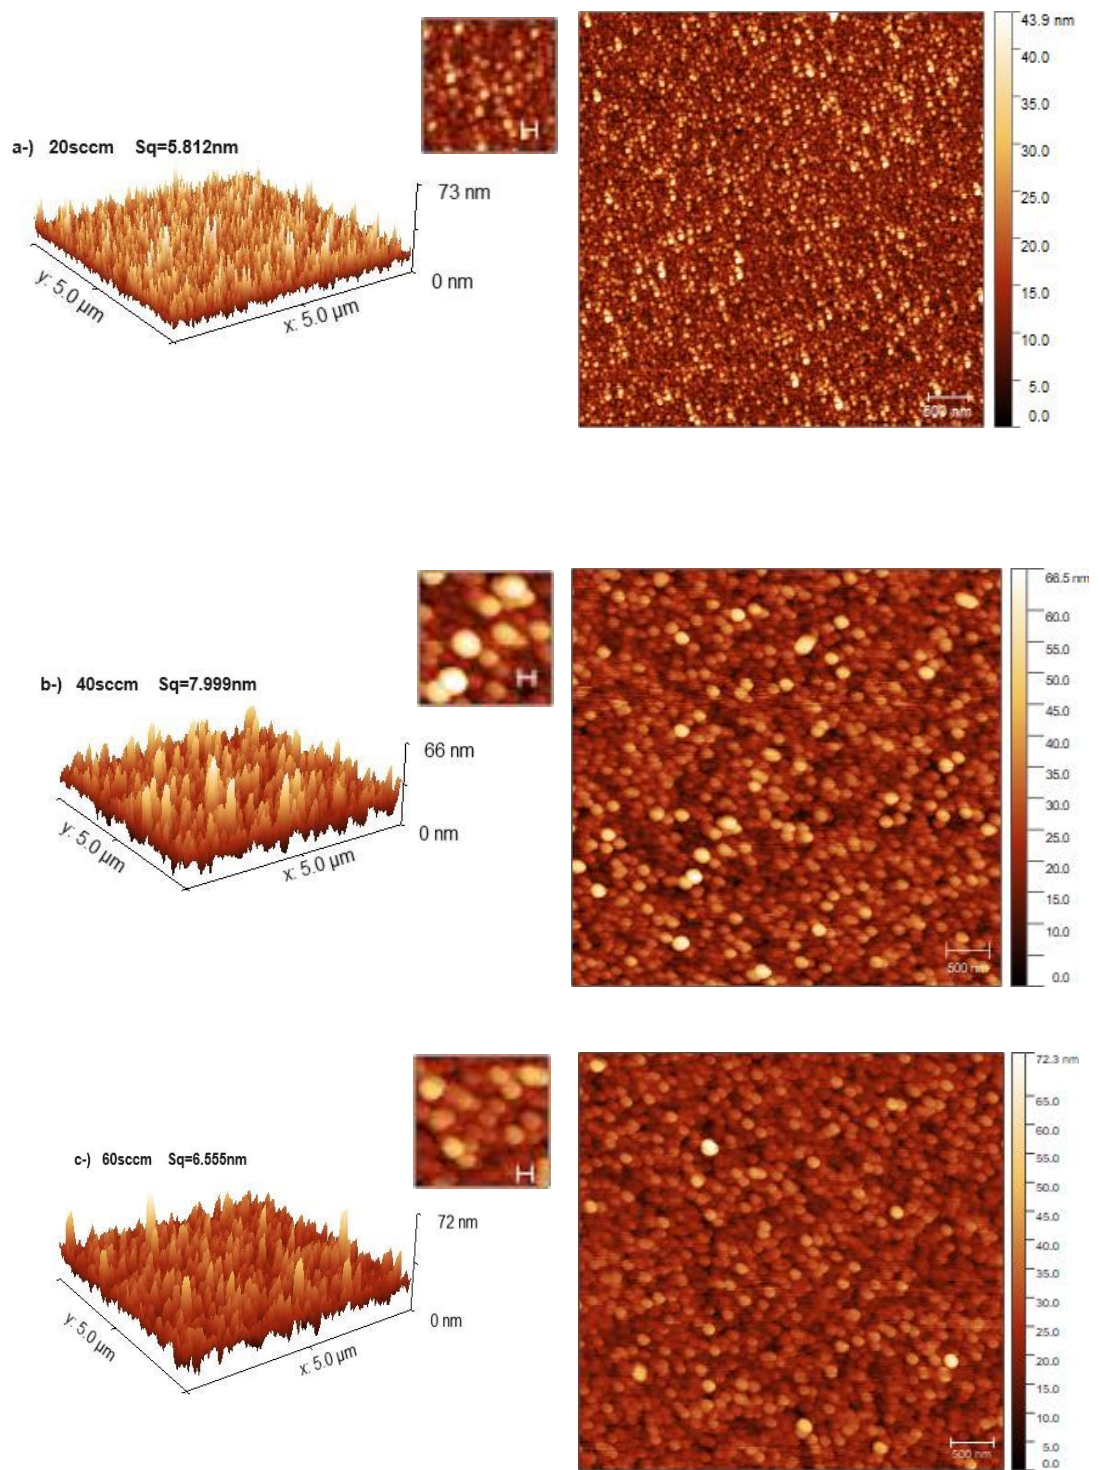 a-) 20sccm Sq=5.812nm
73 nm
0 nm
y: 5.0 µm
x: 5.0 µm
43.9 nm
40.0
35.0
30.0
25.0
20.0
15.0
10.0
5.0
0.0
500 nm
b-) 40sccm Sq=7.999nm
66 nm
0 nm
y: 5.0 µm
x: 5.0 µm
66.5 nm
60.0
55.0
50.0
45.0
40.0
35.0
30.0
25.0
20.0
15.0
10.0
0.0
500 nm
c-) 60sccm Sq=6.555nm
72 nm
0 nm
y: 5.0 µm
x: 5.0 µm
72.3 nm
65.0
60.0
55.0
50.0
45.0
40.0
35.0
30.0
25.0
20.0
15.0
10.0
5.0
0.0
500 nm